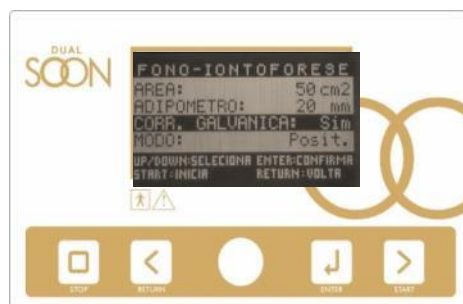 DUAL
SOON
FONO-IONTOFORESE
AREA: 50 cm2
ADIPOMETRO: 20 mm
CORR. GALVANICA: Sim
MODO: Posit.
UP/DOWN:SELECIONA ENTER:CONFIRMA
START:INICIA RETURN:VOLTA
STOP
RETURN
ENTER
START